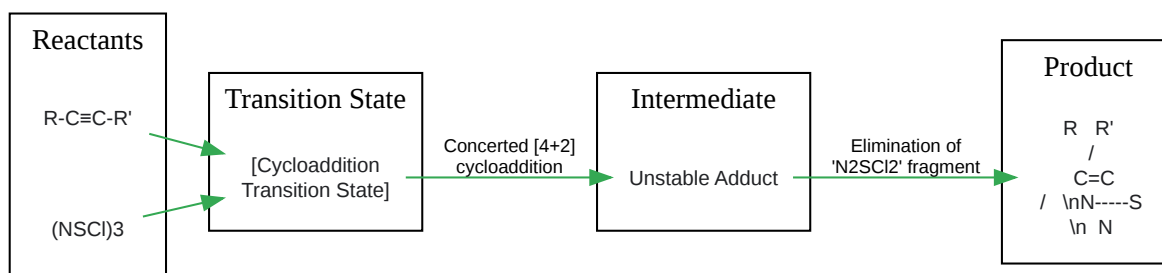 Reactants
R-C≡C-R'
(NSCl)3
Transition State
[Cycloaddition
Transition State]
Concerted [4+2]
cycloaddition
Intermediate
Unstable Adduct
Elimination of
'N2SCl2' fragment
Product
R R'
/
C=C
/ \nN-----S
\n N